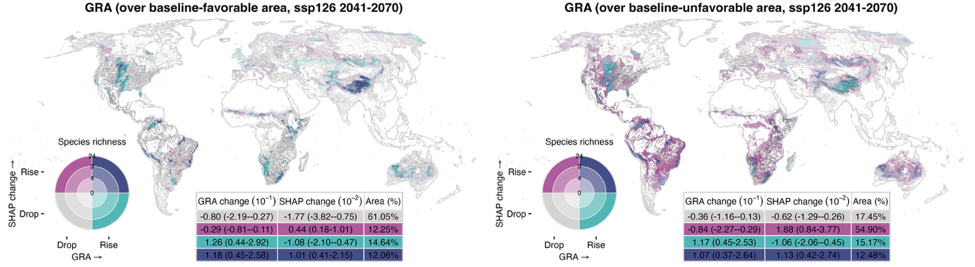 GRA (over baseline-favorable area, ssp126 2041-2070)
Species richness
24
8
4
0
SHAP change →
Rise
Drop
Drop Rise
GRA →
GRA change (10⁻¹) SHAP change (10⁻²) Area (%)
-0.80 (-2.19--0.27) -1.77 (-3.82--0.75) 61.05%
-0.29 (-0.81--0.11) 0.44 (0.18-1.01) 12.25%
1.26 (0.44-2.92) -1.08 (-2.10--0.47) 14.64%
1.18 (0.45-2.58) 1.01 (0.41-2.15) 12.06%
GRA (over baseline-unfavorable area, ssp126 2041-2070)
Species richness
24
8
4
0
SHAP change →
Rise
Drop
Drop Rise
GRA →
GRA change (10⁻¹) SHAP change (10⁻²) Area (%)
-0.36 (-1.16--0.13) -0.62 (-1.29--0.26) 17.45%
-0.84 (-2.27--0.29) 1.88 (0.84-3.77) 54.90%
1.17 (0.45-2.53) -1.06 (-2.06--0.45) 15.17%
1.07 (0.37-2.64) 1.13 (0.42-2.74) 12.48%